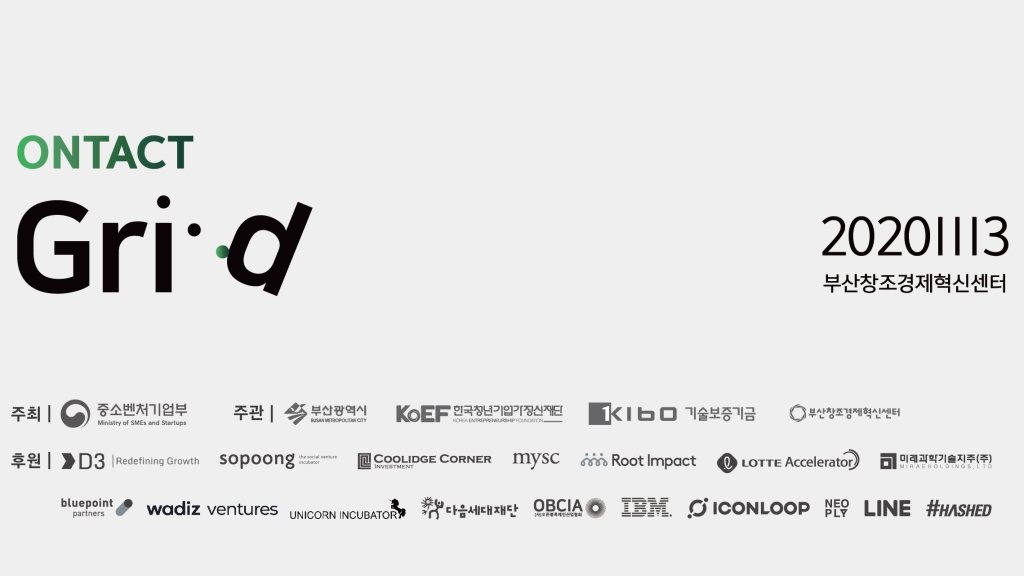 ONTACT
Grid
2020III3
부산창조경제혁신센터
주최 | 중소벤처기업부 Ministry of SMEs and Startups
주관 | 부산광역시 BUSAN METROPOLITAN CITY KOEF 한국청년기업가정신재단 KOREA ENTREPRENEURSHIP FOUNDATION KIBO 기술보증기금 부산창조경제혁신센터
후원 | D3 Redefining Growth sopoong the social venture incubator COOLIDGE CORNER INVESTMENT mysc Root Impact LOTTE Accelerator 미래과학기술지주(주) MIRAEHOLDINGS,LTD
bluepoint partners wadiz ventures UNICORN INCUBATOR 다음세대재단 OBCIA IBM ICONLOOP NEO PLY LINE #HASHED